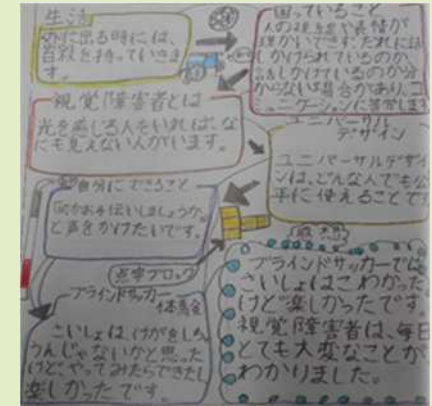 生活
外に出る時には、
白杖を持っていきま
す。
困っていること
人の視線や表情が
理かいできず、だれに話
しかけられているのか、
話しかけているのか分
からない場合があり、コ
ミュニケーションに苦労します
視覚障害者とは
光を感じる人もいれば、な
にも見えない人がいます。
ユニバーサル
デザイン
ユニバーサルデザイ
ンは、どんな人でも公
平に使えることです
自分にできること
何かお手伝いしましょうか。
と声をかけたいです。
点字ブロック
ブラインドサッカー
体験会
さいしょは、けがをしち
うんじゃないかと思った
けどやってみたらできたし
楽しかったです。
感想
ブラインドサッカーでは
さいしょはこわかった
けど楽しかったです。
視覚障害者は、毎日
とても大変なことが
わかりました。